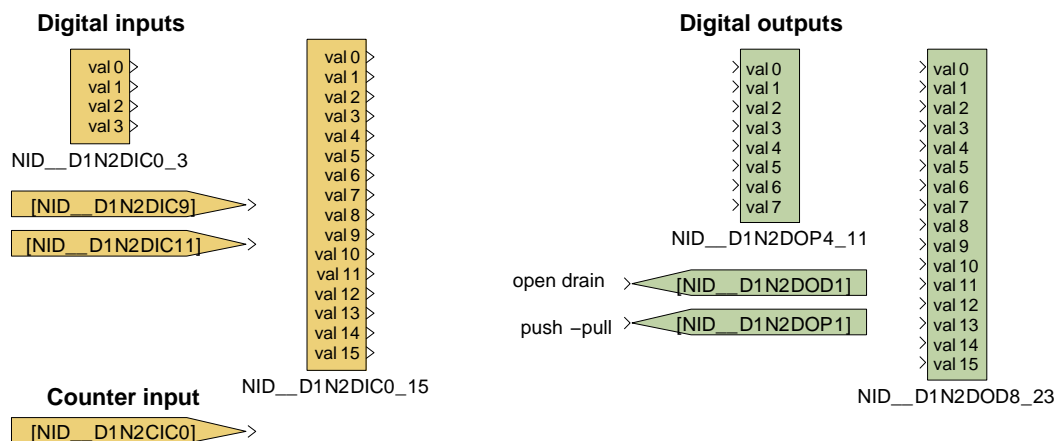 Digital inputs
val 0
val 1
val 2
val 3
NID__D1N2DIC0_3
[NID__D1N2DIC9]
[NID__D1N2DIC11]
val 0
val 1
val 2
val 3
val 4
val 5
val 6
val 7
val 8
val 9
val 10
val 11
val 12
val 13
val 14
val 15
NID__D1N2DIC0_15
Counter input
[NID__D1N2CIC0]
Digital outputs
val 0
val 1
val 2
val 3
val 4
val 5
val 6
val 7
NID__D1N2DOP4_11
open drain
[NID__D1N2DOD1]
push –pull
[NID__D1N2DOP1]
val 0
val 1
val 2
val 3
val 4
val 5
val 6
val 7
val 8
val 9
val 10
val 11
val 12
val 13
val 14
val 15
NID__D1N2DOD8_23